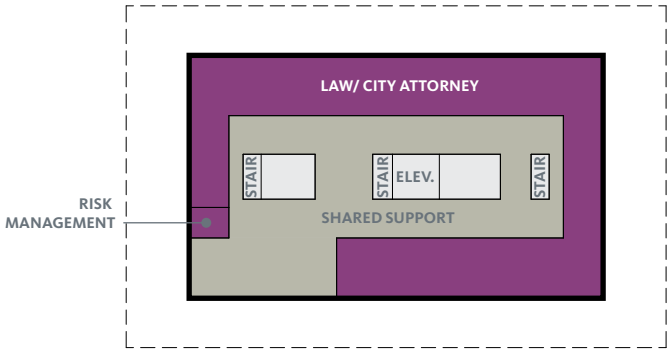 LAW/ CITY ATTORNEY
STAIR
STAIR
ELEV.
STAIR
RISK
MANAGEMENT
SHARED SUPPORT